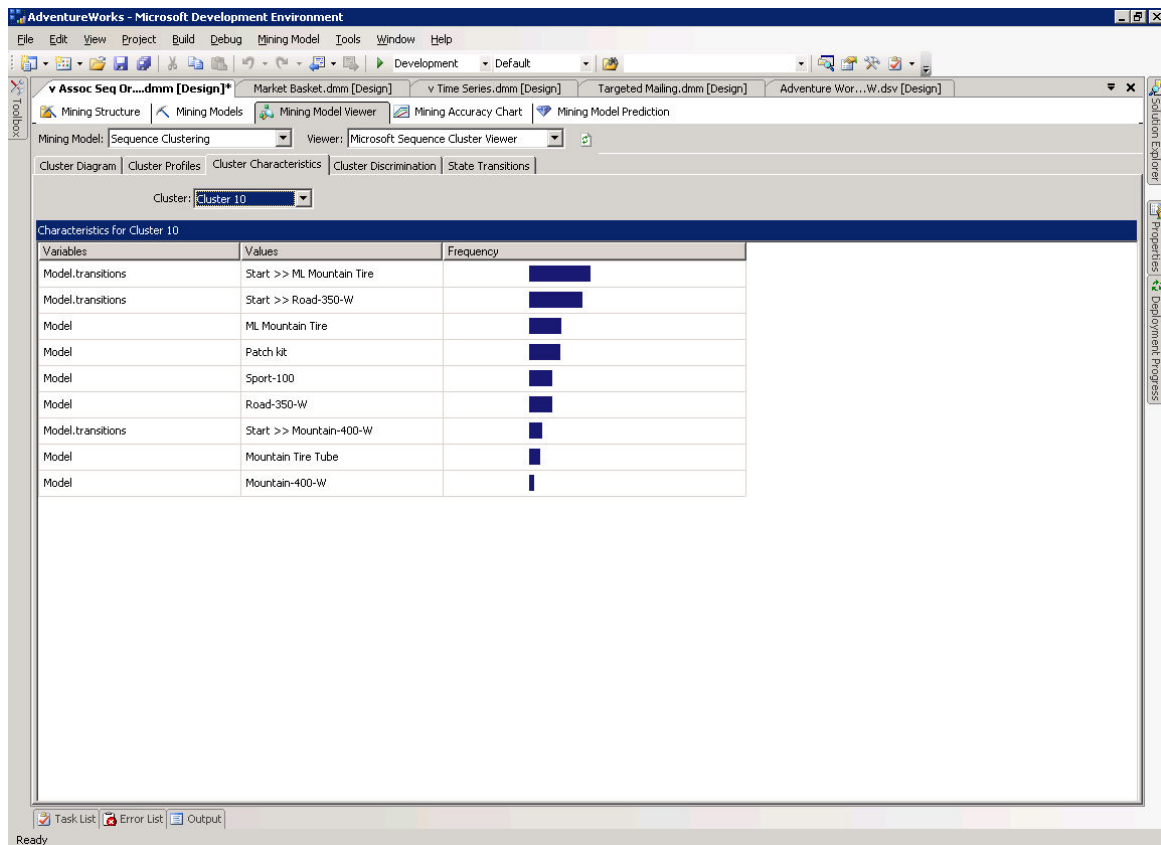 AdventureWorks - Microsoft Development Environment
File Edit View Project Build Debug Mining Model Tools Window Help
Development Default
v Assoc Seq Or....dmm [Design]* Market Basket.dmm [Design] v Time Series.dmm [Design] Targeted Mailing.dmm [Design] Adventure Wor...W.dsv [Design]
Mining Structure Mining Models Mining Model Viewer Mining Accuracy Chart Mining Model Prediction
Mining Model: Sequence Clustering Viewer: Microsoft Sequence Cluster Viewer
Cluster Diagram Cluster Profiles Cluster Characteristics Cluster Discrimination State Transitions
Cluster: Cluster 10
Characteristics for Cluster 10
Variables Values Frequency
Model.transitions Start >> ML Mountain Tire
Model.transitions Start >> Road-350-W
Model ML Mountain Tire
Model Patch kit
Model Sport-100
Model Road-350-W
Model.transitions Start >> Mountain-400-W
Model Mountain Tire Tube
Model Mountain-400-W
Toolbox
Solution Explorer
Properties
Deployment Progress
Task List Error List Output
Ready